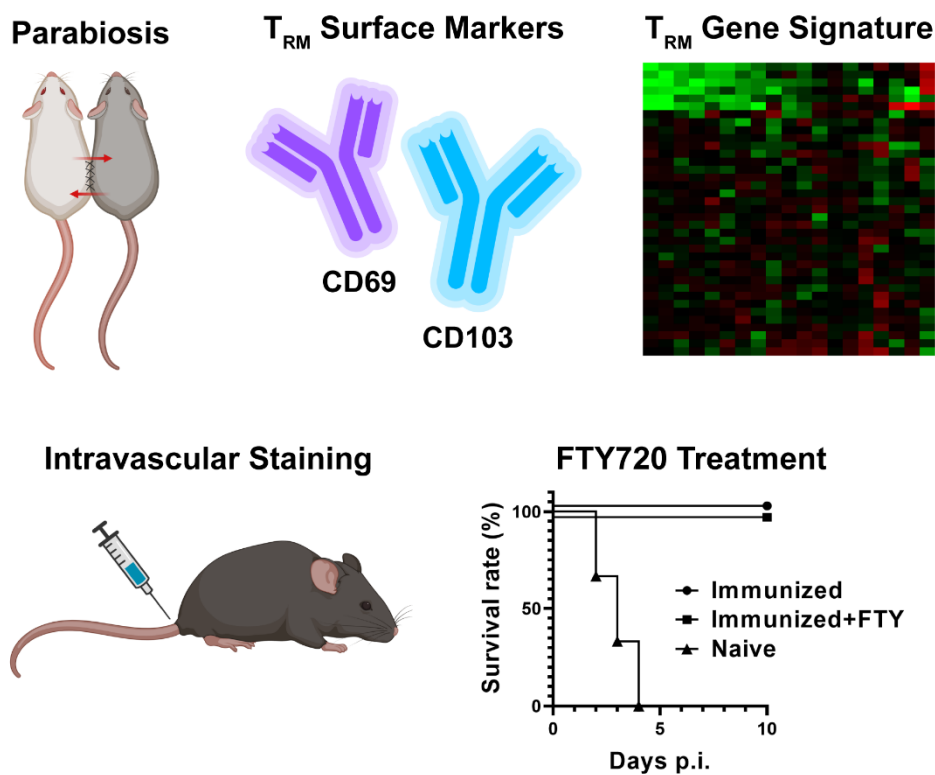 Parabiosis
TRM Surface Markers
TRM Gene Signature
CD69
CD103
Intravascular Staining
FTY720 Treatment
Survival rate (%)
100
50
0
0
5
10
Days p.i.
Immunized
Immunized+FTY
Naive